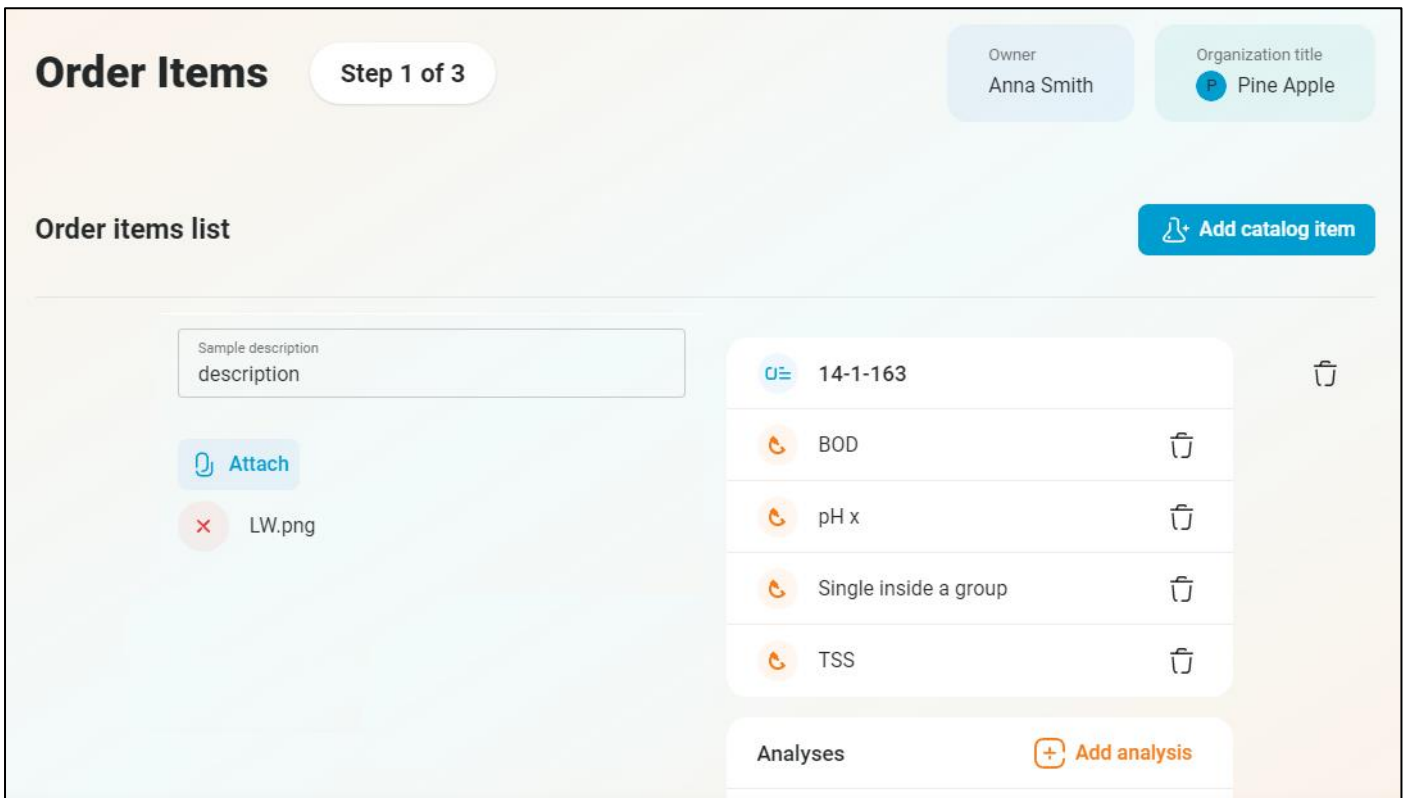 Order Items
Step 1 of 3
Owner
Anna Smith
Organization title
P Pine Apple
Order items list
Add catalog item
Sample description
description
Attach
LW.png
14-1-163
BOD
pH x
Single inside a group
TSS
Analyses
Add analysis